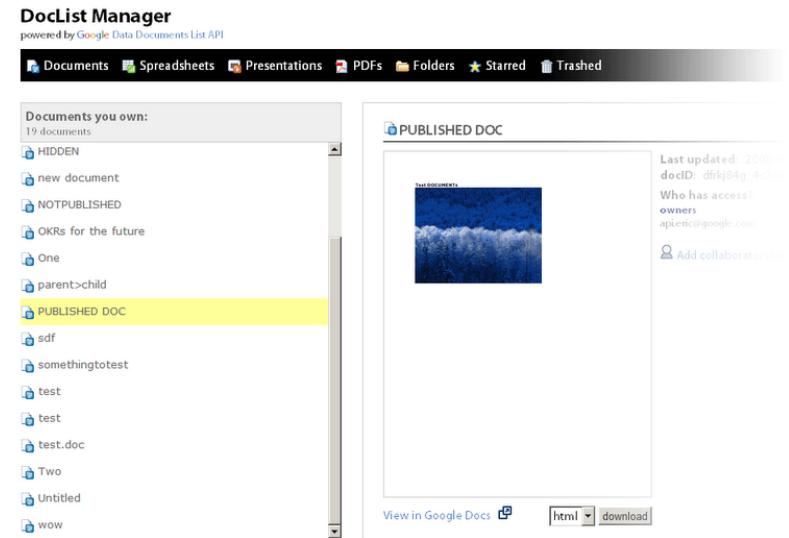 DocList Manager
powered by Google Data Documents List API
Documents Spreadsheets Presentations PDFs Folders Starred Trashed
Documents you own:
19 documents
HIDDEN
new document
NOTPUBLISHED
OKRs for the future
One
parent>child
PUBLISHED DOC
sdf
somethingtotest
test
test
test.doc
Two
Untitled
wow
PUBLISHED DOC
Test DOCUMENTs
Last updated:
docID:
Who has access?
owners
Add
View in Google Docs
html download